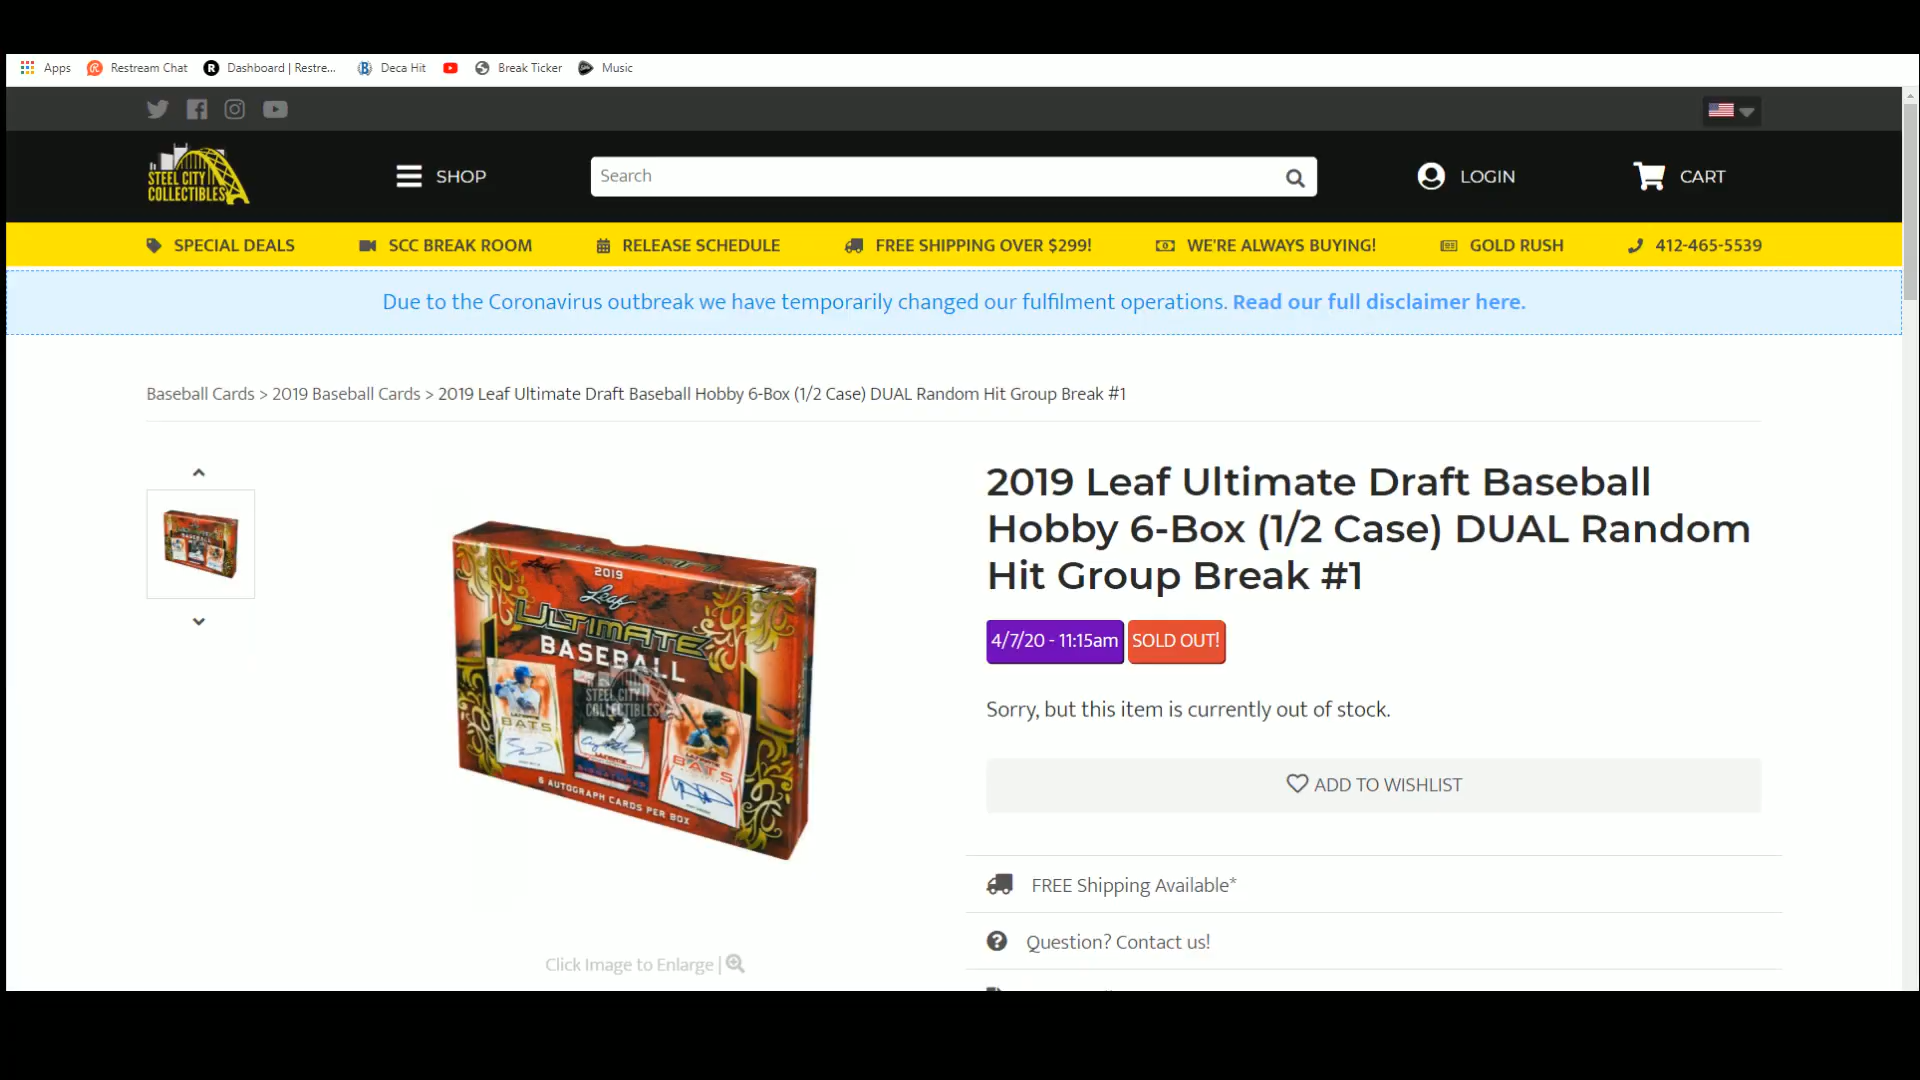 Apps Restream Chat Dashboard | Restre... Deca Hit Break Ticker Music
STEEL CITY
COLLECTIBLES
SHOP
Search
LOGIN
CART
SPECIAL DEALS SCC BREAK ROOM RELEASE SCHEDULE FREE SHIPPING OVER $299! WE'RE ALWAYS BUYING! GOLD RUSH 412-465-5539
Due to the Coronavirus outbreak we have temporarily changed our fulfilment operations. Read our full disclaimer here.
Baseball Cards > 2019 Baseball Cards > 2019 Leaf Ultimate Draft Baseball Hobby 6-Box (1/2 Case) DUAL Random Hit Group Break #1
2019
Leaf
ULTIMATE
BASEBALL
STEEL CITY
COLLECTIBLES
BATS
BATS
6 AUTOGRAPH CARDS PER BOX
Click Image to Enlarge |
2019 Leaf Ultimate Draft Baseball
Hobby 6-Box (1/2 Case) DUAL Random
Hit Group Break #1
4/7/20 - 11:15am SOLD OUT!
Sorry, but this item is currently out of stock.
ADD TO WISHLIST
FREE Shipping Available*
Question? Contact us!